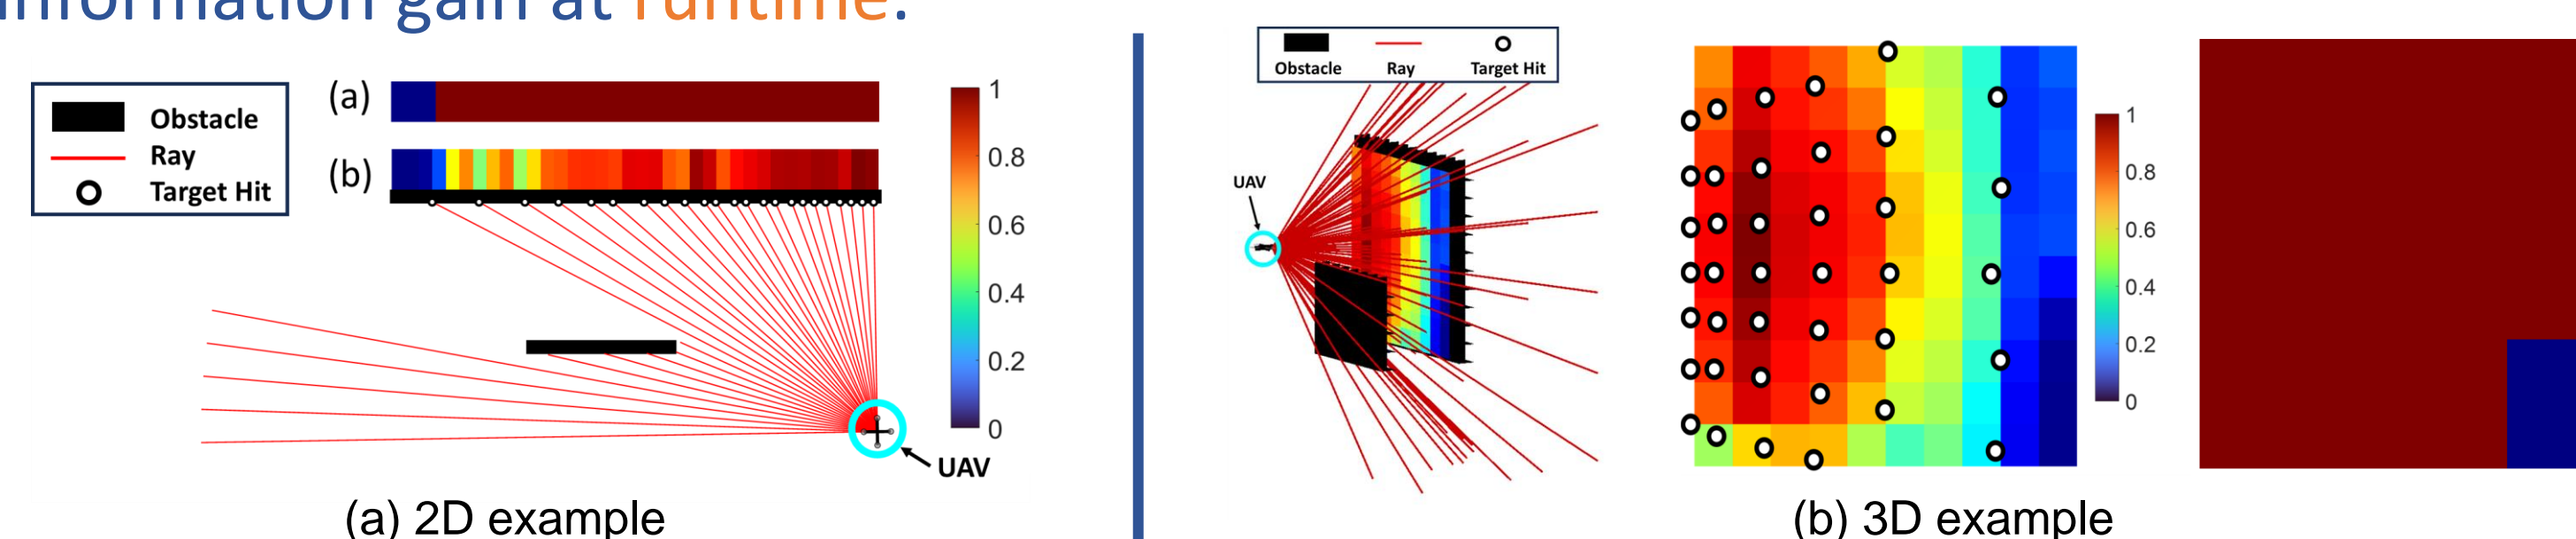 information gain at runtime.
Obstacle
Ray
Target Hit
(a)
(b)
1
0.8
0.6
0.4
0.2
0
UAV
(a) 2D example
Obstacle Ray Target Hit
UAV
1
0.8
0.6
0.4
0.2
0
(b) 3D example